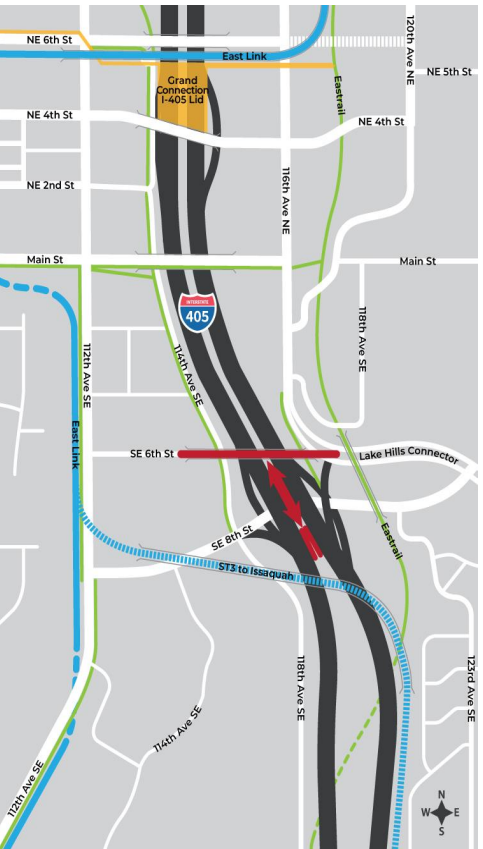 NE 6th St
East Link
120th Ave NE
NE 5th St
Grand
Connection
I-405 Lid
Eastrail
NE 4th St
NE 4th St
NE 2nd St
116th Ave NE
Main St
Main St
INTERSTATE
405
118th Ave SE
112th Ave SE
114th Ave SE
East Link
SE 6th St
Lake Hills Connector
SE 8th St
Eastrail
ST3 to Issaquah
118th Ave SE
123rd Ave SE
114th Ave SE
112th Ave SE
N
W E
S